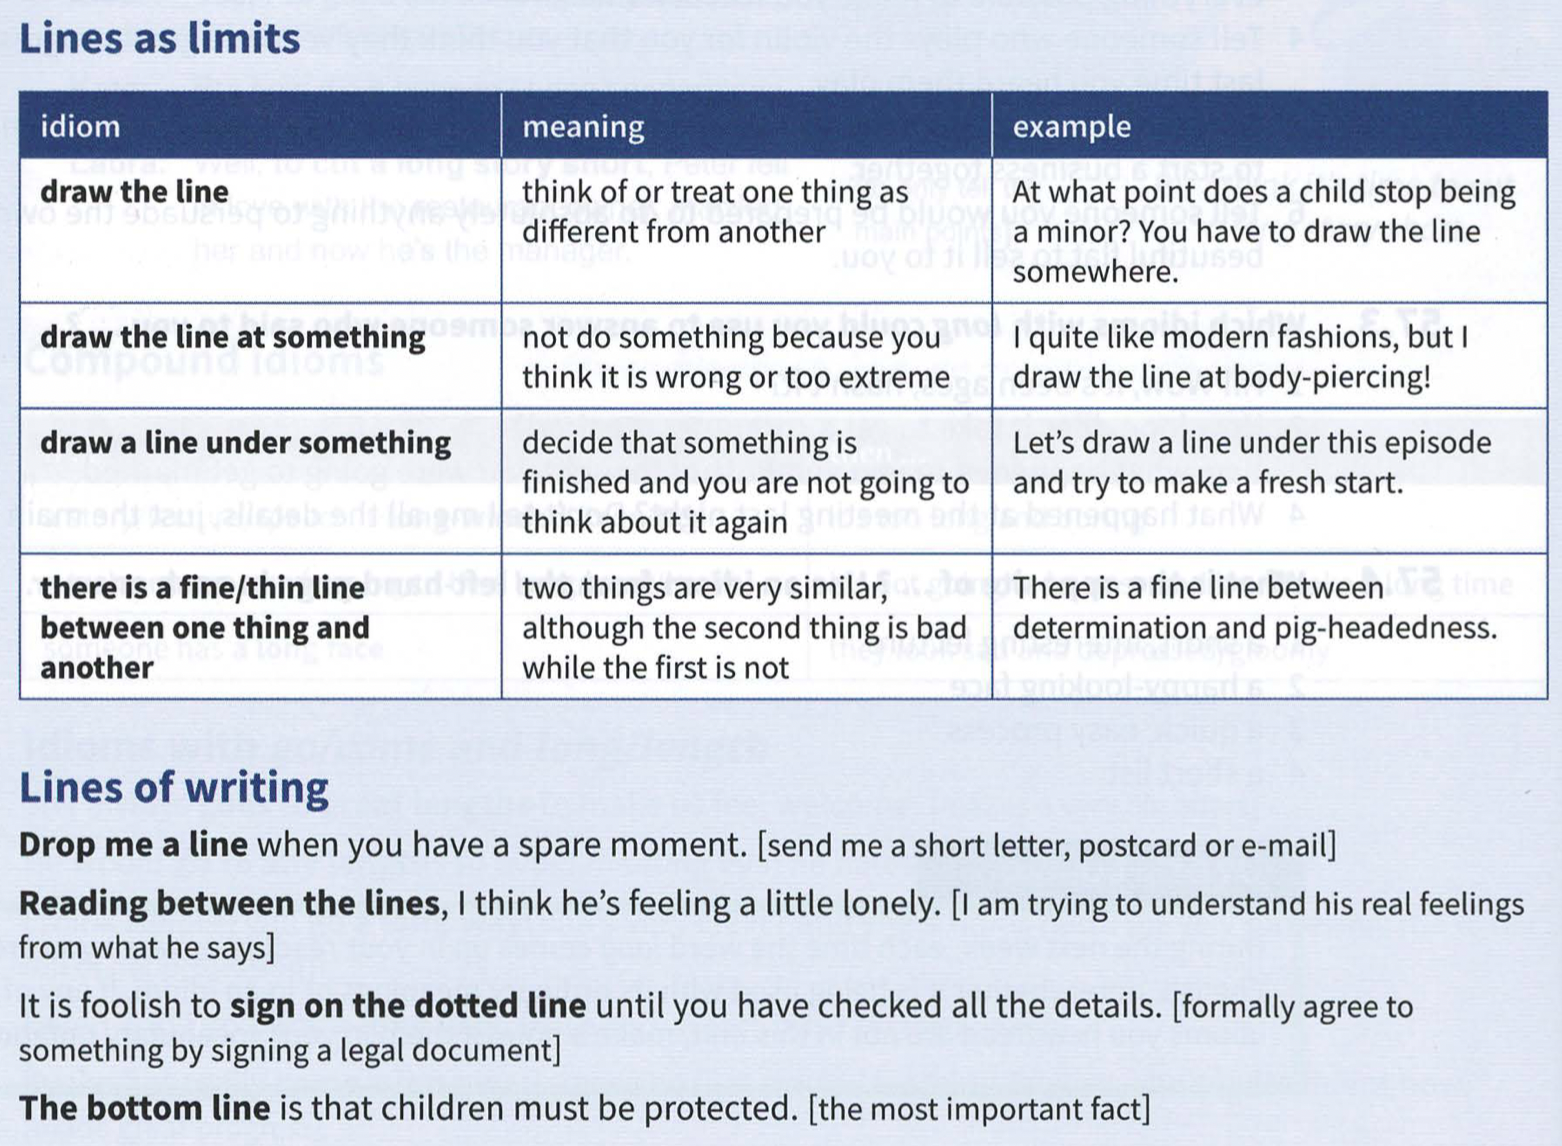 Lines as limits
idiom meaning example
draw the line think of or treat one thing as At what point does a child stop being
different from another a minor? You have to draw the line
somewhere.
draw the line at something not do something because you I quite like modern fashions, but I
think it is wrong or too extreme draw the line at body-piercing!
draw a line under something decide that something is Let's draw a line under this episode
finished and you are not going to and try to make a fresh start.
think about it again
there is a fine/thin line two things are very similar, There is a fine line between
between one thing and although the second thing is bad determination and pig-headedness.
another while the first is not
Lines of writing
Drop me a line when you have a spare moment. [send me a short letter, postcard or e-mail]
Reading between the lines, I think he's feeling a little lonely. [I am trying to understand his real feelings
from what he says]
It is foolish to sign on the dotted line until you have checked all the details. [formally agree to
something by signing a legal document]
The bottom line is that children must be protected. [the most important fact]